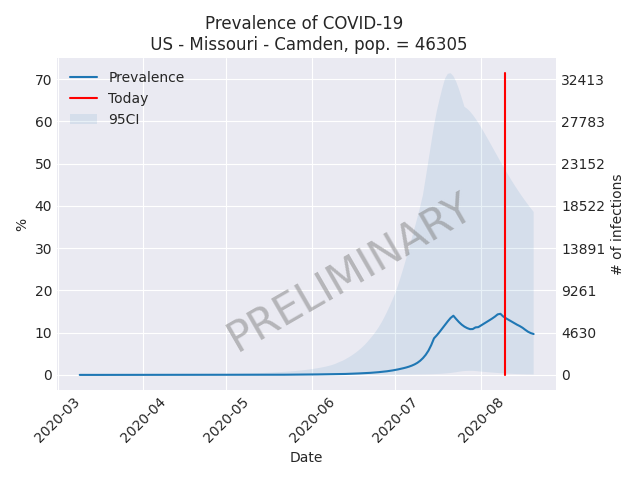 Prevalence of COVID-19
US - Missouri - Camden, pop. = 46305
Prevalence
Today
95CI
70
60
50
40
30
20
10
0
%
32413
27783
23152
18522
13891
9261
4630
0
# of infections
PRELIMINARY
2020-03
2020-04
2020-05
2020-06
2020-07
2020-08
Date